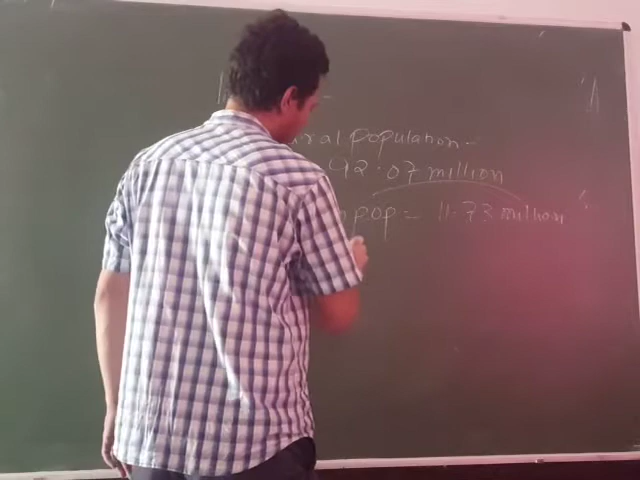 ral population -
92.07 million
n pop = 11.73 million